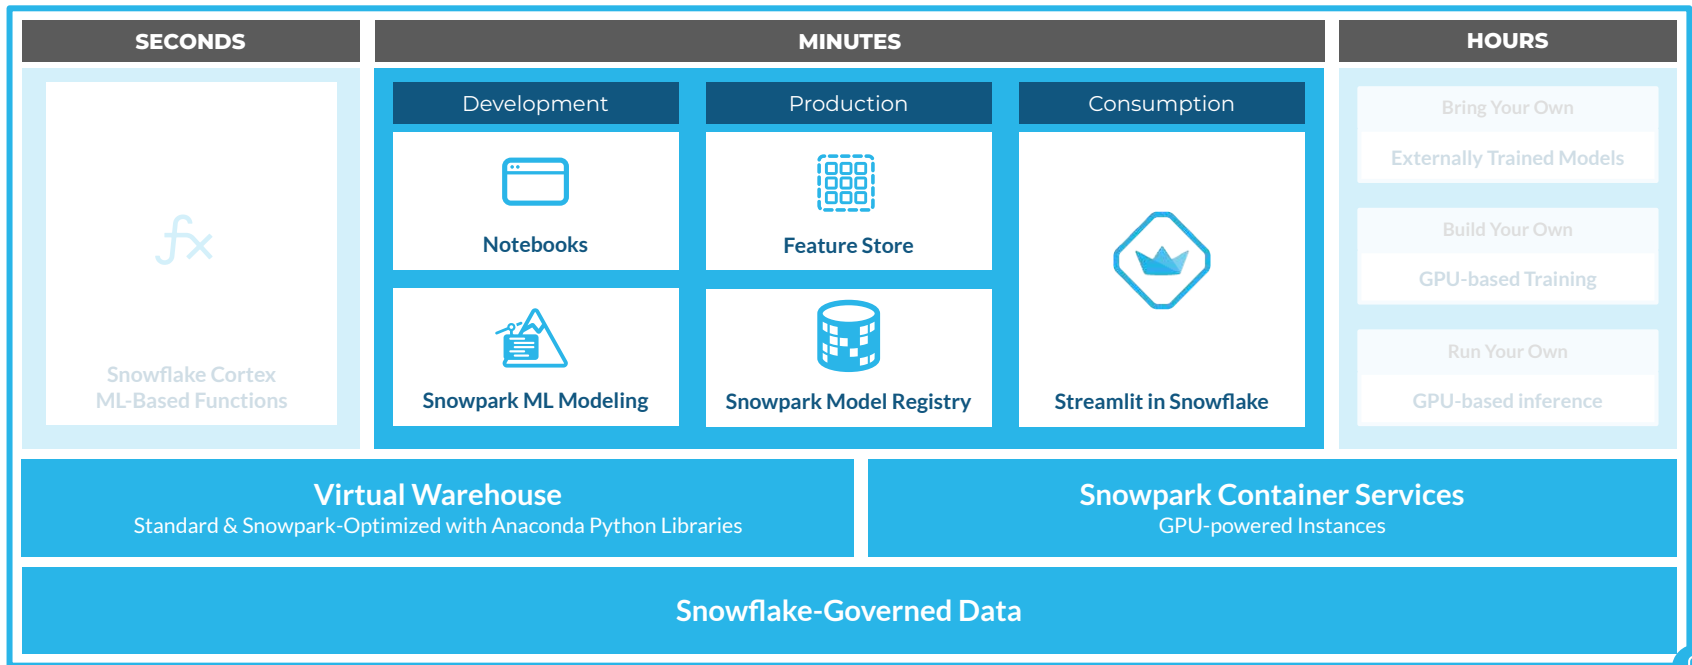 SECONDS
MINUTES
HOURS
fx
Snowflake Cortex
ML-Based Functions
Development
Notebooks
Snowpark ML Modeling
Production
Feature Store
Snowpark Model Registry
Consumption
Streamlit in Snowflake
Bring Your Own
Externally Trained Models
Build Your Own
GPU-based Training
Run Your Own
GPU-based inference
Virtual Warehouse
Standard & Snowpark-Optimized with Anaconda Python Libraries
Snowpark Container Services
GPU-powered Instances
Snowflake-Governed Data